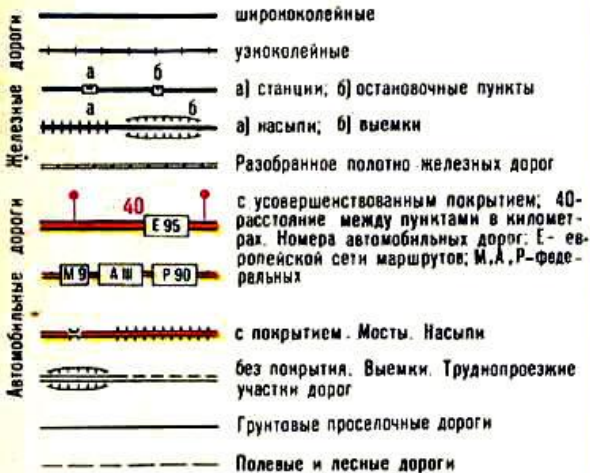 Железные дороги
ширококолейные
узкоколейные
а б
а) станции; б) остановочные пункты
а б
а) насыпи; б) выемки
Разобранное полотно железных дорог
Автомобильные дороги
40
Е 95
с усовершенствованным покрытием; 40-
расстояние между пунктами в километ-
рах. Номера автомобильных дорог: Е- ев-
ропейской сети маршрутов; М,А,Р-феде-
ральных
М 9 А III Р 90
с покрытием. Мосты. Насыпи
без покрытия. Выемки. Труднопроезжие
участки дорог
Грунтовые проселочные дороги
Полевые и лесные дороги